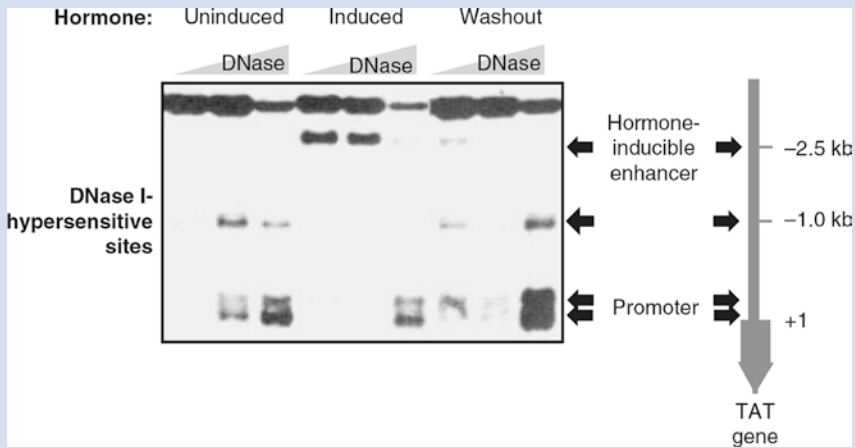 Hormone: Uninduced Induced Washout
DNase DNase DNase
DNase I-
hypersensitive
sites
Hormone-
inducible
enhancer
Promoter
–2.5 kb
–1.0 kb
+1
TAT
gene